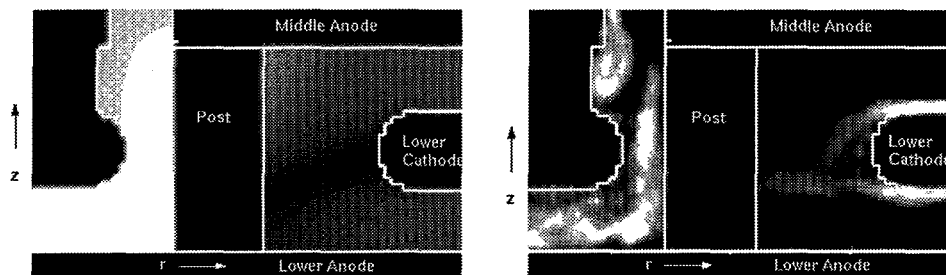 Middle Anode
Post
Lower
Cathode
z
r
Lower Anode
Middle Anode
Post
Lower
Cathode
z
r
Lower Anode